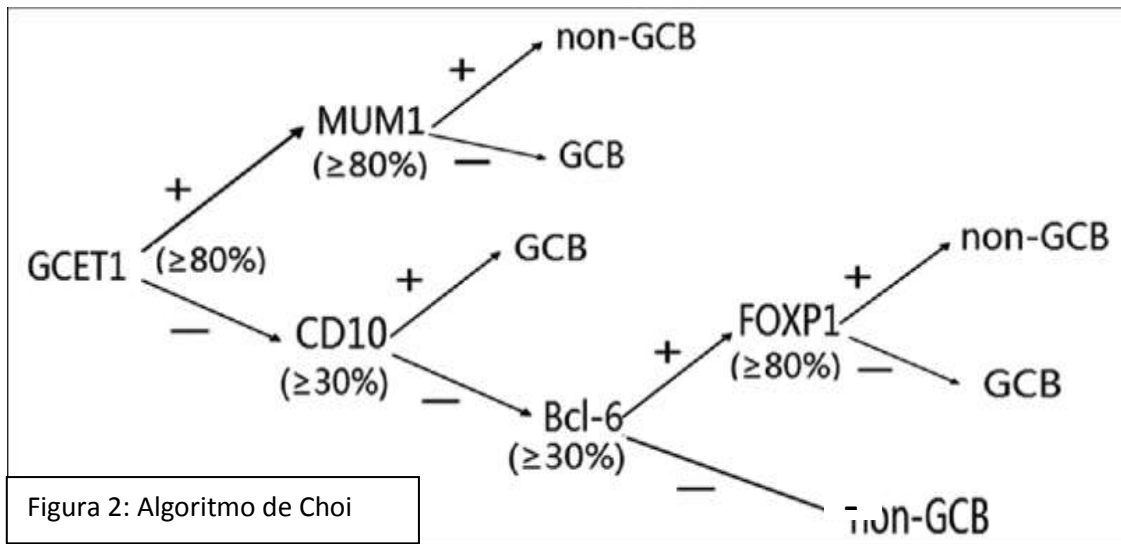 non-GCB
+
MUM1
(≥80%)
—
GCB
+
GCET1
(≥80%)
—
GCB
+
CD10
(≥30%)
—
non-GCB
+
FOXP1
(≥80%)
—
GCB
+
Bcl-6
(≥30%)
—
non-GCB
Figura 2: Algoritmo de Choi